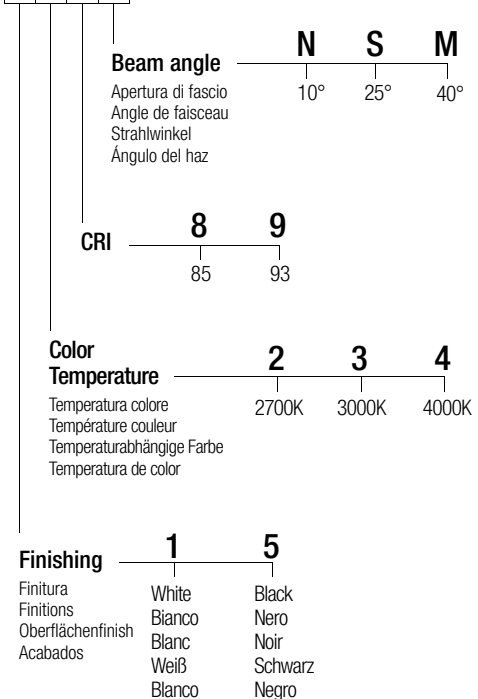 N S M
Beam angle
10° 25° 40°
Apertura di fascio
Angle de faisceau
Strahlwinkel
Ángulo del haz
8 9
CRI
85 93
Color
Temperature
2 3 4
2700K 3000K 4000K
Temperatura colore
Température couleur
Temperaturabhängige Farbe
Temperatura de color
1 5
Finishing
Finitura
Finitions
Oberflächenfinish
Acabados
White Black
Bianco Nero
Blanc Noir
Weiß Schwarz
Blanco Negro